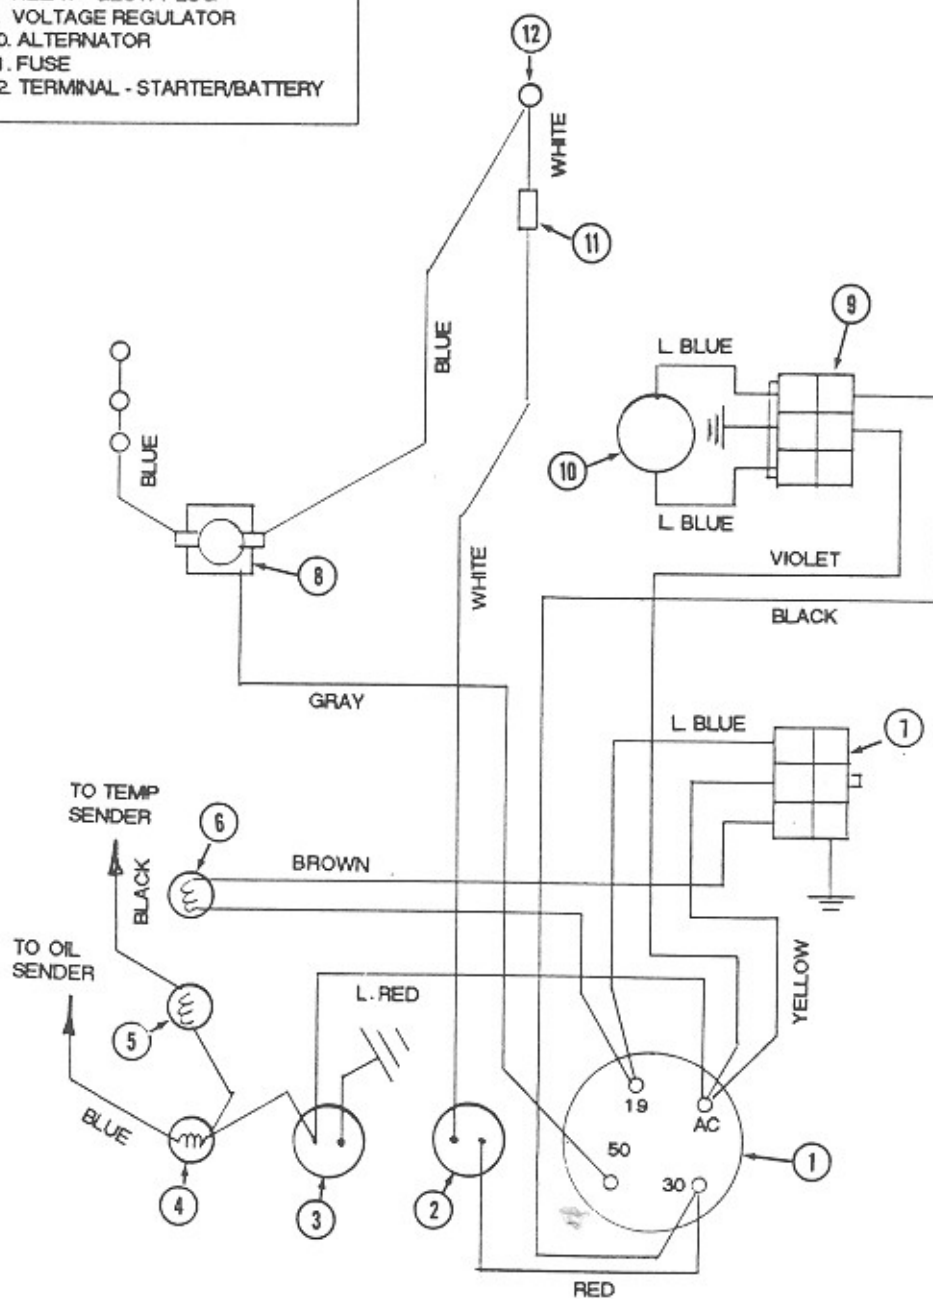 VOLTAGE REGULATOR
0. ALTERNATOR
1. FUSE
2. TERMINAL - STARTER/BATTERY
12
WHITE
11
BLUE
9
L. BLUE
10
L. BLUE
BLUE
8
VIOLET
WHITE
BLACK
GRAY
L. BLUE
7
TO TEMP
SENDER
6
BROWN
BLACK
TO OIL
SENDER
L. RED
YELLOW
5
19
AC
BLUE
50
1
30
4
3
2
RED